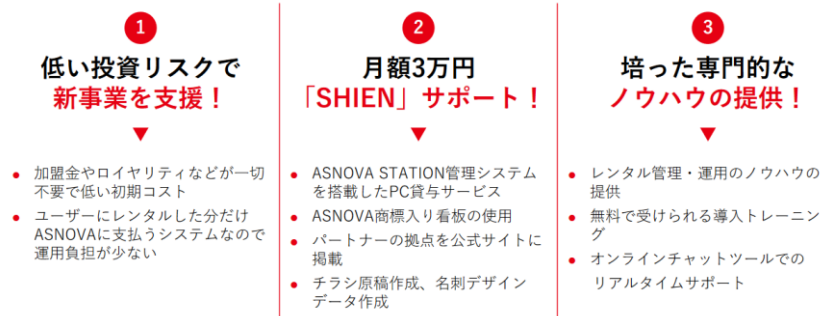 1
低い投資リスクで
新事業を支援！
● 加盟金やロイヤリティなどが一切
不要で低い初期コスト
● ユーザーにレンタルした分だけ
ASNOVAに支払うシステムなので
運用負担が少ない
2
月額3万円
「SHIEN」サポート！
● ASNOVA STATION管理システム
を搭載したPC貸与サービス
● ASNOVA商標入り看板の使用
● パートナーの拠点を公式サイトに
掲載
● チラシ原稿作成、名刺デザイン
データ作成
3
培った専門的な
ノウハウの提供！
● レンタル管理・運用のノウハウの
提供
● 無料で受けられる導入トレーニン
グ
● オンラインチャットツールでの
リアルタイムサポート